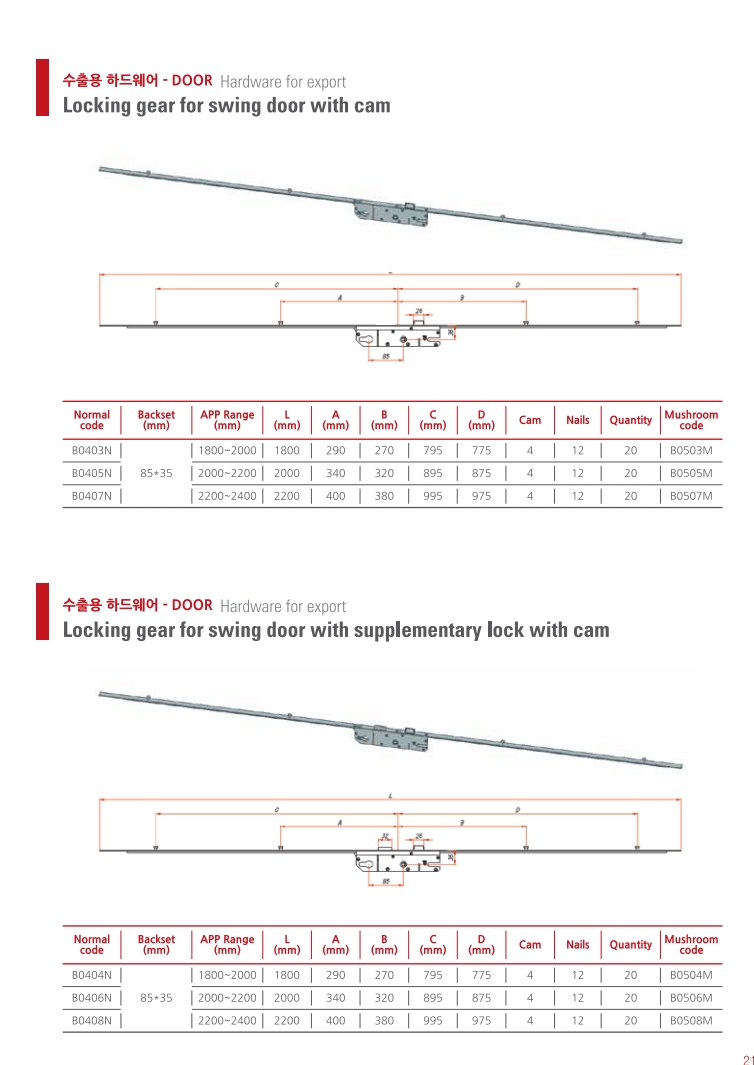 수출용 하드웨어 - DOOR Hardware for export
Locking gear for swing door with cam
C D
A B
26
38
85
Normal code Backset (mm) APP Range (mm) L (mm) A (mm) B (mm) C (mm) D (mm) Cam Nails Quantity Mushroom code
B0403N 1800~2000 1800 290 270 795 775 4 12 20 B0503M
B0405N 85*35 2000~2200 2000 340 320 895 875 4 12 20 B0505M
B0407N 2200~2400 2200 400 380 995 975 4 12 20 B0507M
수출용 하드웨어 - DOOR Hardware for export
Locking gear for swing door with supplementary lock with cam
L
C D
A B
32 26
38
85
Normal code Backset (mm) APP Range (mm) L (mm) A (mm) B (mm) C (mm) D (mm) Cam Nails Quantity Mushroom code
B0404N 1800~2000 1800 290 270 795 775 4 12 20 B0504M
B0406N 85*35 2000~2200 2000 340 320 895 875 4 12 20 B0506M
B0408N 2200~2400 2200 400 380 995 975 4 12 20 B0508M
21